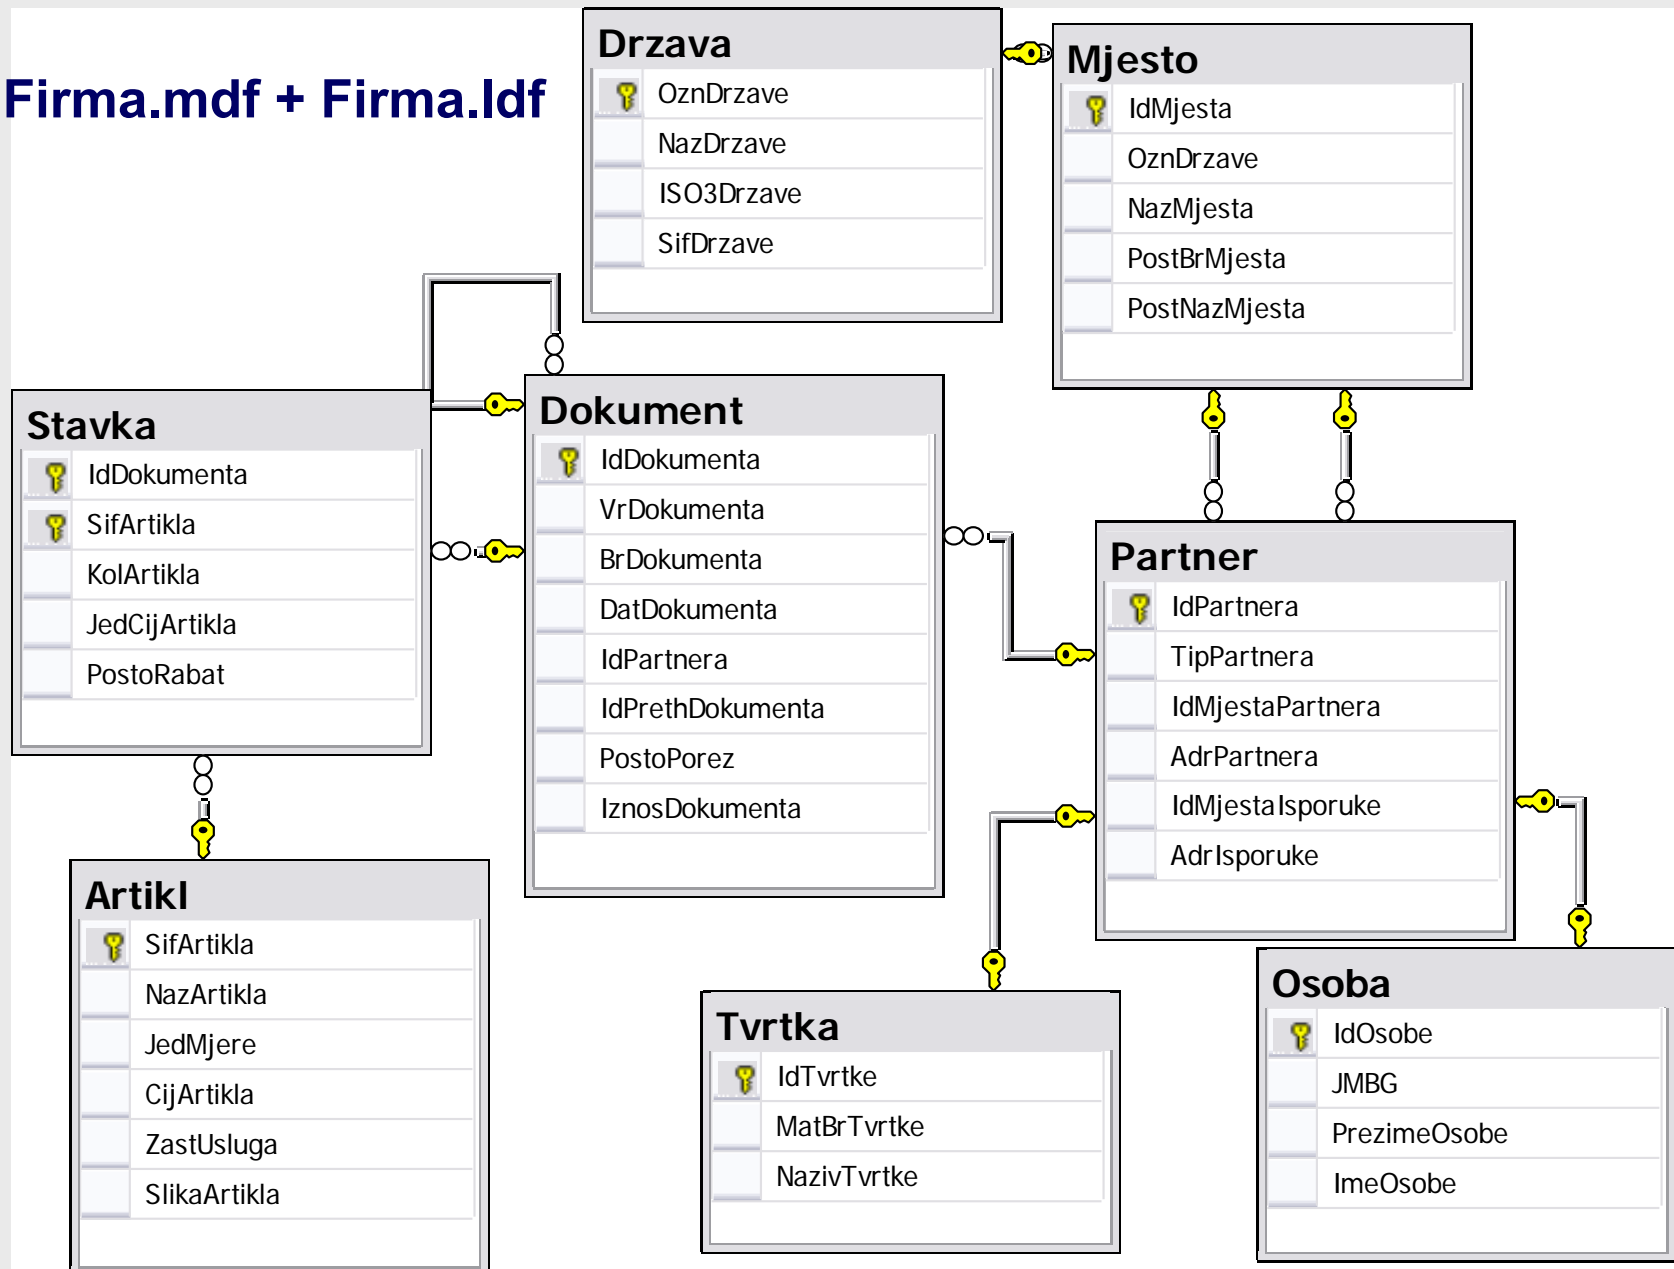 Firma.mdf + Firma.ldf
Drzava
OznDrzave
NazDrzave
ISO3Drzave
SifDrzave
Mjesto
IdMjesta
OznDrzave
NazMjesta
PostBrMjesta
PostNazMjesta
Stavka
IdDokumenta
SifArtikla
KolArtikla
JedCijArtikla
PostoRabat
Dokument
IdDokumenta
VrDokumenta
BrDokumenta
DatDokumenta
IdPartnera
IdPrethDokumenta
PostoPorez
IznosDokumenta
Partner
IdPartnera
TipPartnera
IdMjestaPartnera
AdrPartnera
IdMjestaIsporuke
AdrIsporuke
Artikl
SifArtikla
NazArtikla
JedMjere
CijArtikla
ZastUsluga
SlikaArtikla
Tvrtka
IdTvrtke
MatBrTvrtke
NazivTvrtke
Osoba
IdOsobe
JMBG
PrezimeOsobe
ImeOsobe